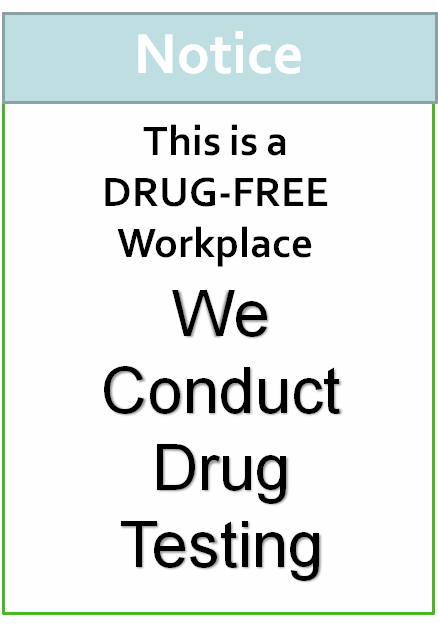 Notice
This is a
DRUG-FREE
Workplace
We
Conduct
Drug
Testing